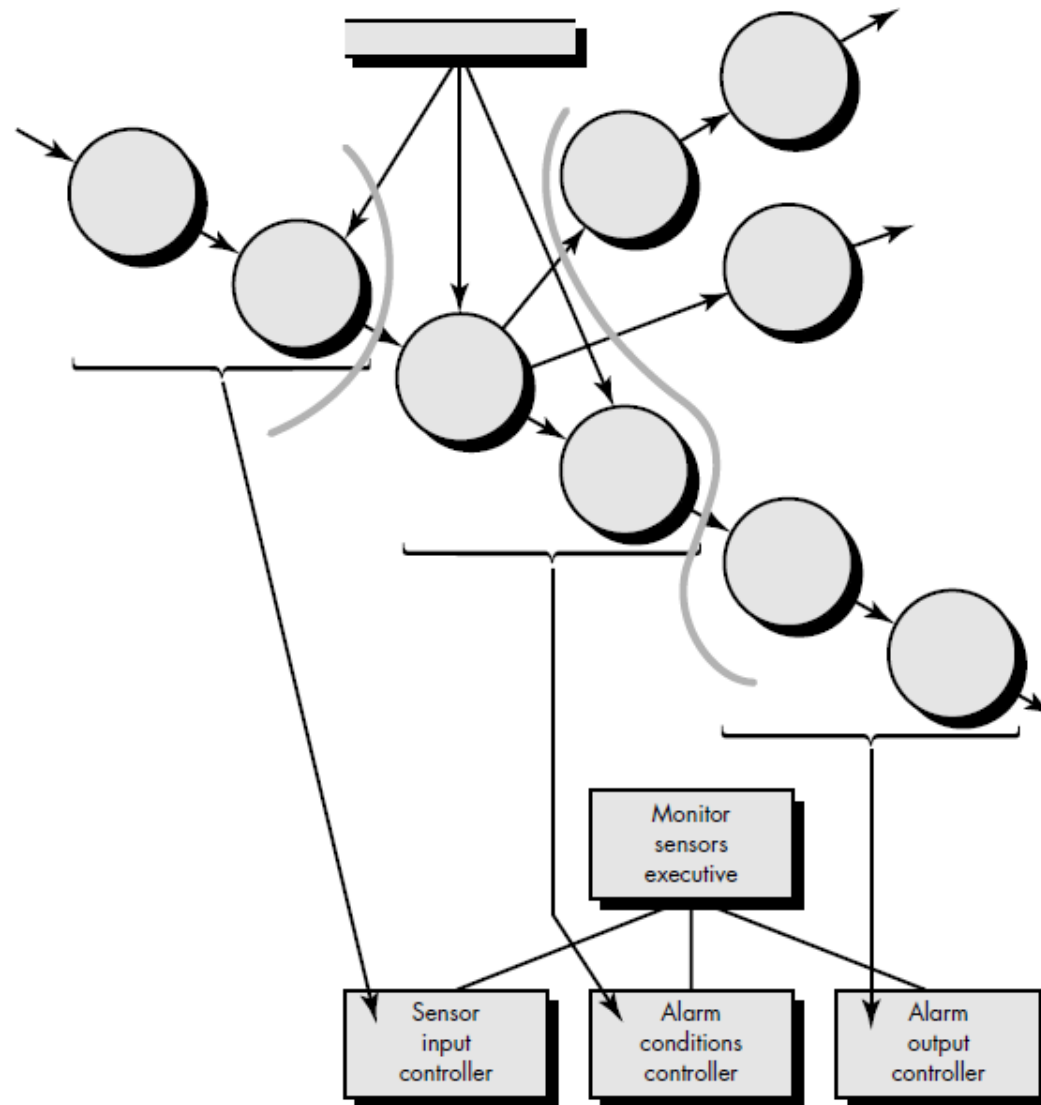 Monitor
sensors
executive
Sensor
input
controller
Alarm
conditions
controller
Alarm
output
controller